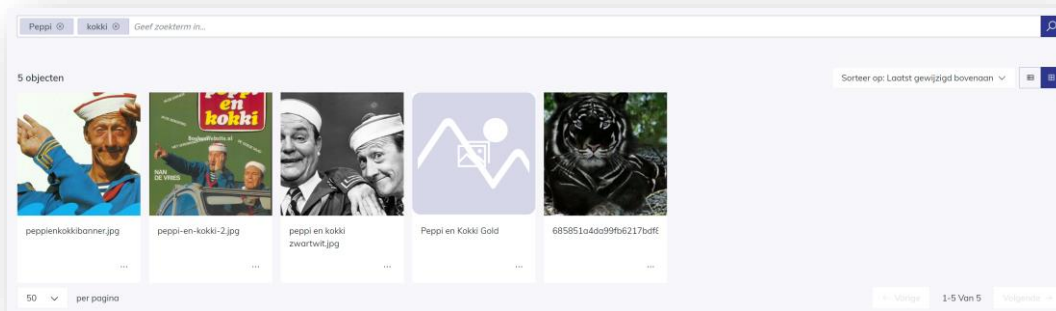 Peppi kokki Geef zoekterm in...
5 objecten
Sorteer op: Laatst gewijzigd bovenaan
peppi
en
kokki
NAN
DE VRIES
peppienkokkibanner.jpg
peppi-en-kokki-2.jpg
peppi en kokki
zwartwit.jpg
Peppi en Kokki Gold
... ... ... ... ...
50 per pagina
Vorige 1-5 Van 5 Volgende